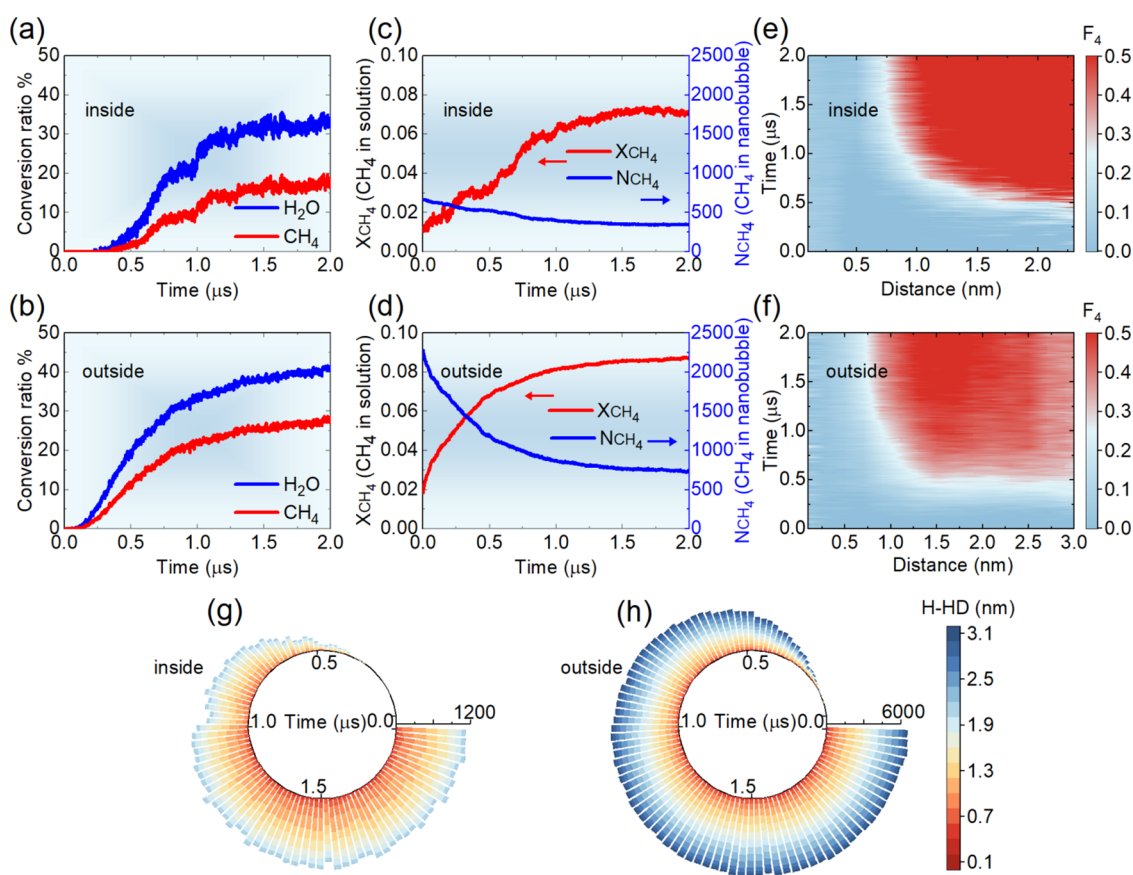 (a)
Conversion ratio %
50
40
30
20
10
0
inside
H₂O
CH₄
0.0 0.5 1.0 1.5 2.0
Time (μs)
(c)
X_CH₄ (CH₄ in solution)
0.10
0.08
0.06
0.04
0.02
0.00
inside
X_CH₄
N_CH₄
2500
2000
1500
1000
500
0
N_CH₄ (CH₄ in nanobubble)
0.0 0.5 1.0 1.5 2.0
Time (μs)
(e)
Time (μs)
2.0
1.5
1.0
0.5
0.0
inside
0.5 1.0 1.5 2.0
Distance (nm)
F₄
0.5
0.4
0.3
0.2
0.1
0.0
(b)
Conversion ratio %
50
40
30
20
10
0
outside
H₂O
CH₄
0.0 0.5 1.0 1.5 2.0
Time (μs)
(d)
X_CH₄ (CH₄ in solution)
0.10
0.08
0.06
0.04
0.02
0.00
outside
X_CH₄
N_CH₄
2500
2000
1500
1000
500
0
N_CH₄ (CH₄ in nanobubble)
0.0 0.5 1.0 1.5 2.0
Time (μs)
(f)
Time (μs)
2.0
1.5
1.0
0.5
0.0
outside
0.5 1.0 1.5 2.0 2.5 3.0
Distance (nm)
F₄
0.5
0.4
0.3
0.2
0.1
0.0
(g)
inside
0.5
1.0 Time (μs) 0.0
1200
1.5
(h)
outside
0.5
1.0 Time (μs) 0.0
6000
1.5
H-HD (nm)
3.1
2.5
1.9
1.3
0.7
0.1